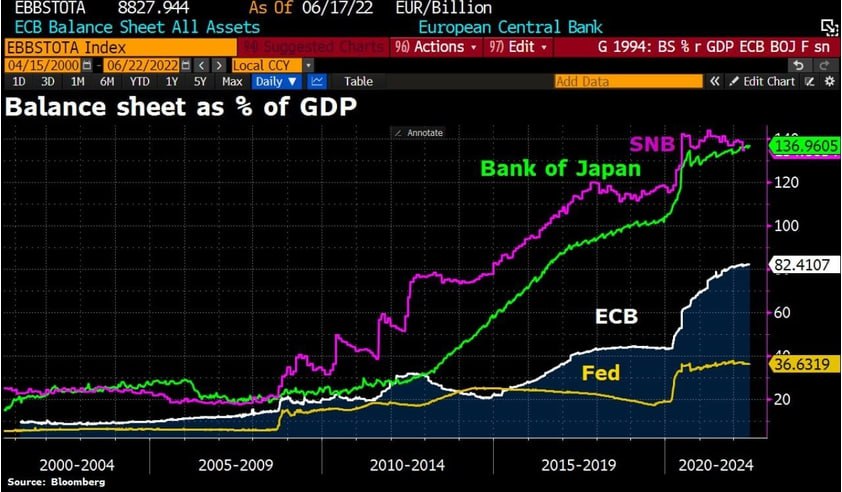 EBBSTOTA 8827.944 As Of 06/17/22 EUR/Billion
ECB Balance Sheet All Assets European Central Bank
EBBSTOTA Index 94) Suggested Charts 96) Actions 97) Edit G 1994: BS % r GDP ECB BOJ F sn
04/15/2000 - 06/22/2022 Local CCY
1D 3D 1M 6M YTD 1Y 5Y Max Daily Table Add Data Edit Chart
Balance sheet as % of GDP
Annotate
SNB
Bank of Japan
ECB
Fed
140
136.9605
120
100
82.4107
60
40
36.6319
20
2000-2004 2005-2009 2010-2014 2015-2019 2020-2024
Source: Bloomberg